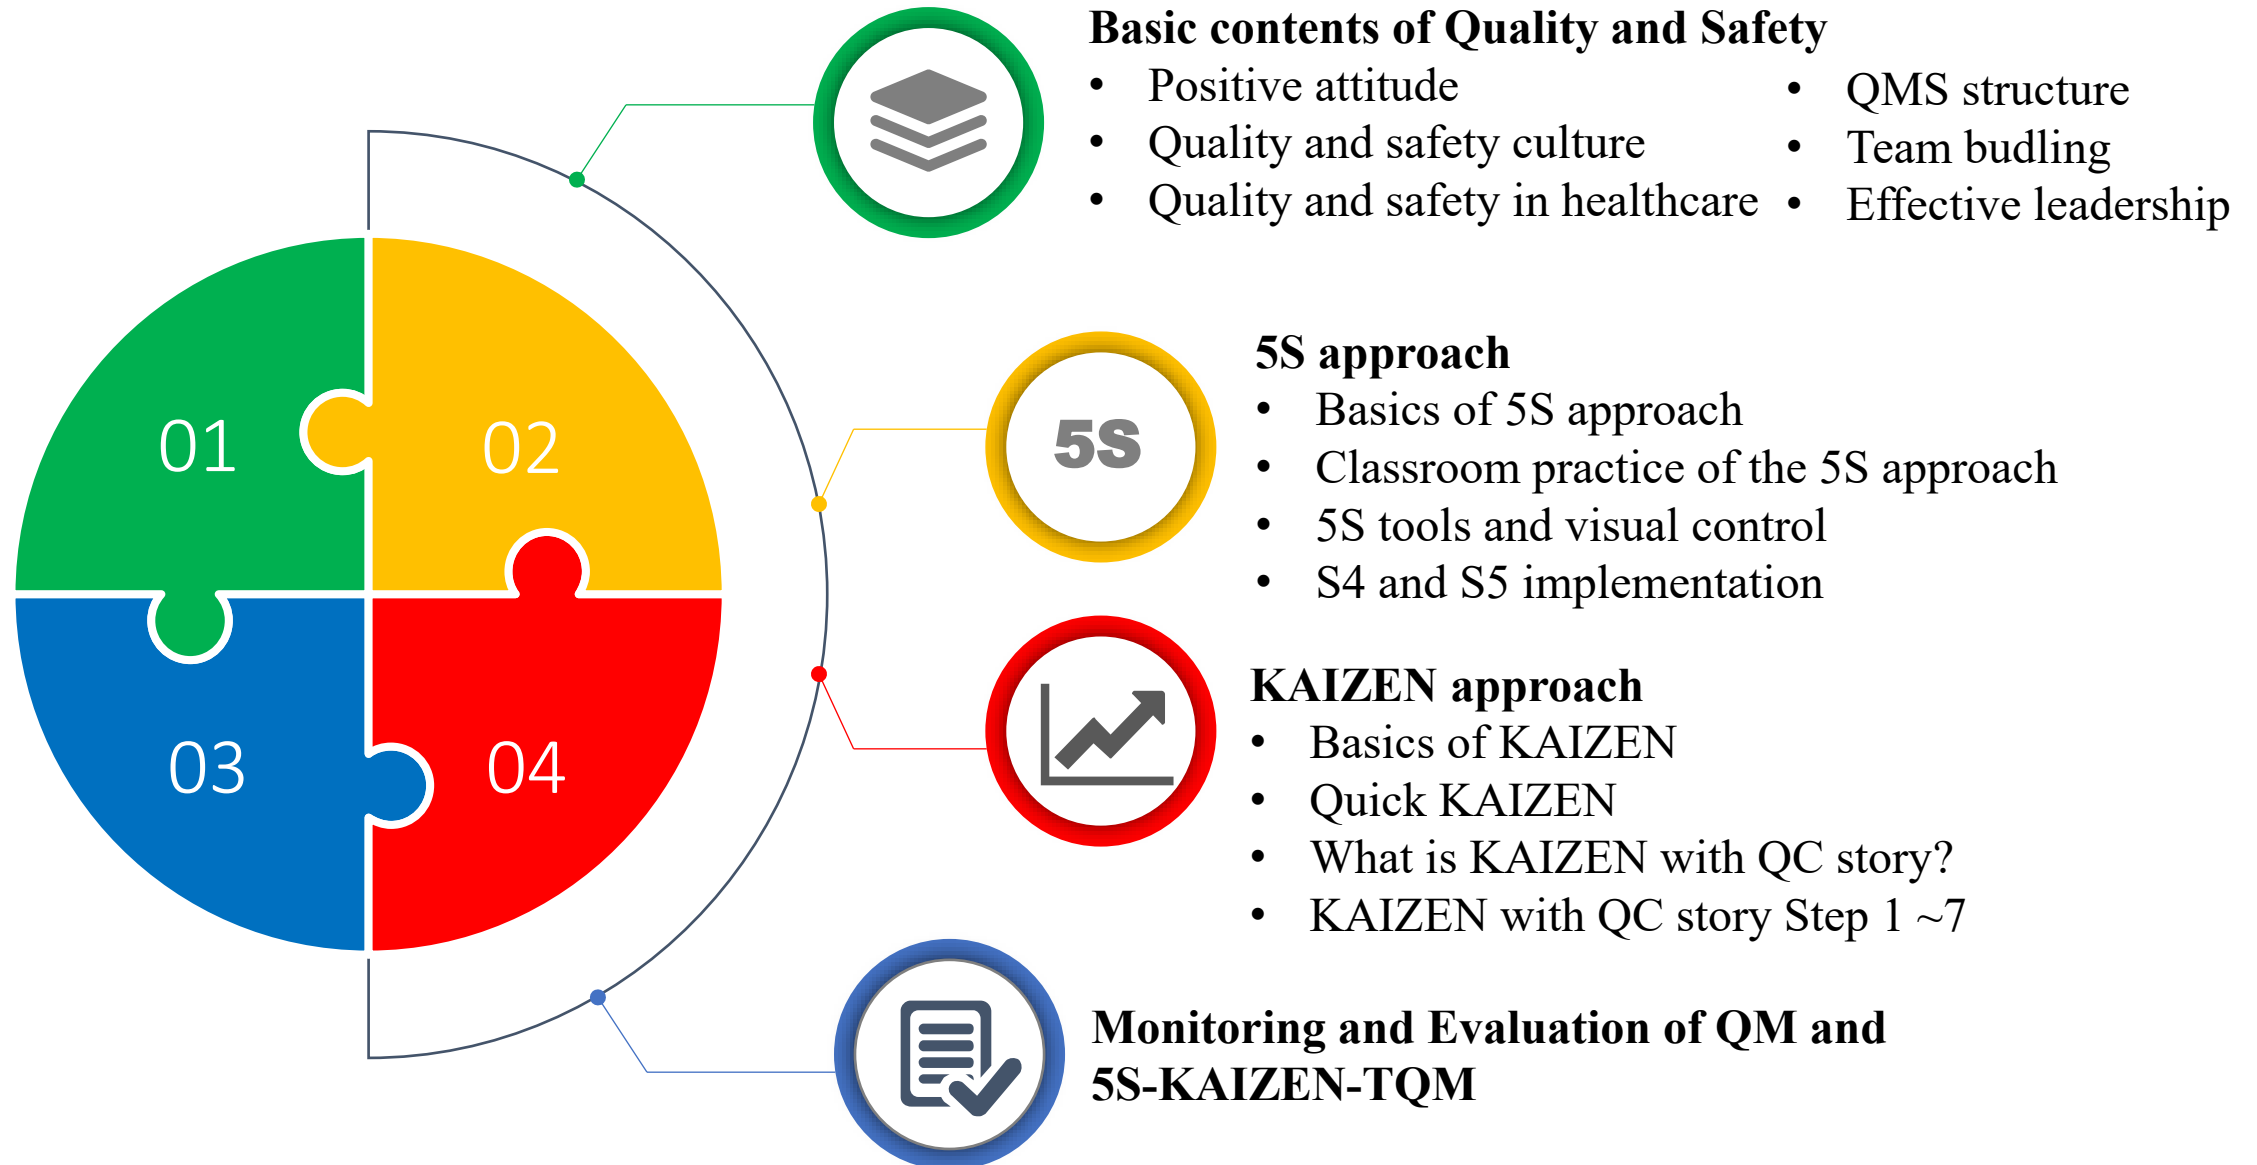 01
02
03
04
Basic contents of Quality and Safety
• Positive attitude
• Quality and safety culture
• Quality and safety in healthcare
• QMS structure
• Team budling
• Effective leadership
5S
5S approach
• Basics of 5S approach
• Classroom practice of the 5S approach
• 5S tools and visual control
• S4 and S5 implementation
KAIZEN approach
• Basics of KAIZEN
• Quick KAIZEN
• What is KAIZEN with QC story?
• KAIZEN with QC story Step 1 ~7
Monitoring and Evaluation of QM and
5S-KAIZEN-TQM